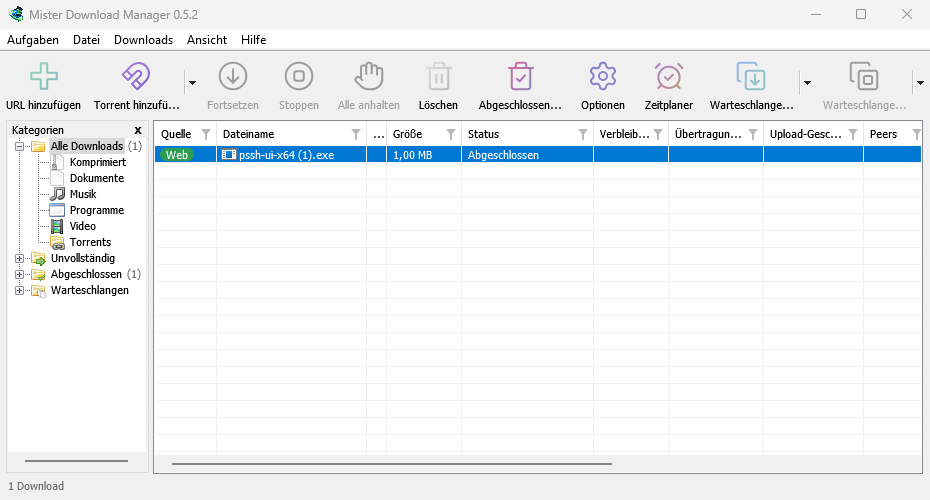 Mister Download Manager 0.5.2
Aufgaben Datei Downloads Ansicht Hilfe
URL hinzufügen Torrent hinzufü... Fortsetzen Stoppen Alle anhalten Löschen Abgeschlossen... Optionen Zeitplaner Warteschlange... Warteschlange...
Kategorien x
Quelle Dateiname ... Größe Status Verbleib... Übertragun... Upload-Gesc... Peers
Alle Downloads (1)
Web pssh-ui-x64 (1).exe 1,00 MB Abgeschlossen
Komprimiert
Dokumente
Musik
Programme
Video
Torrents
Unvollständig
Abgeschlossen (1)
Warteschlangen
1 Download